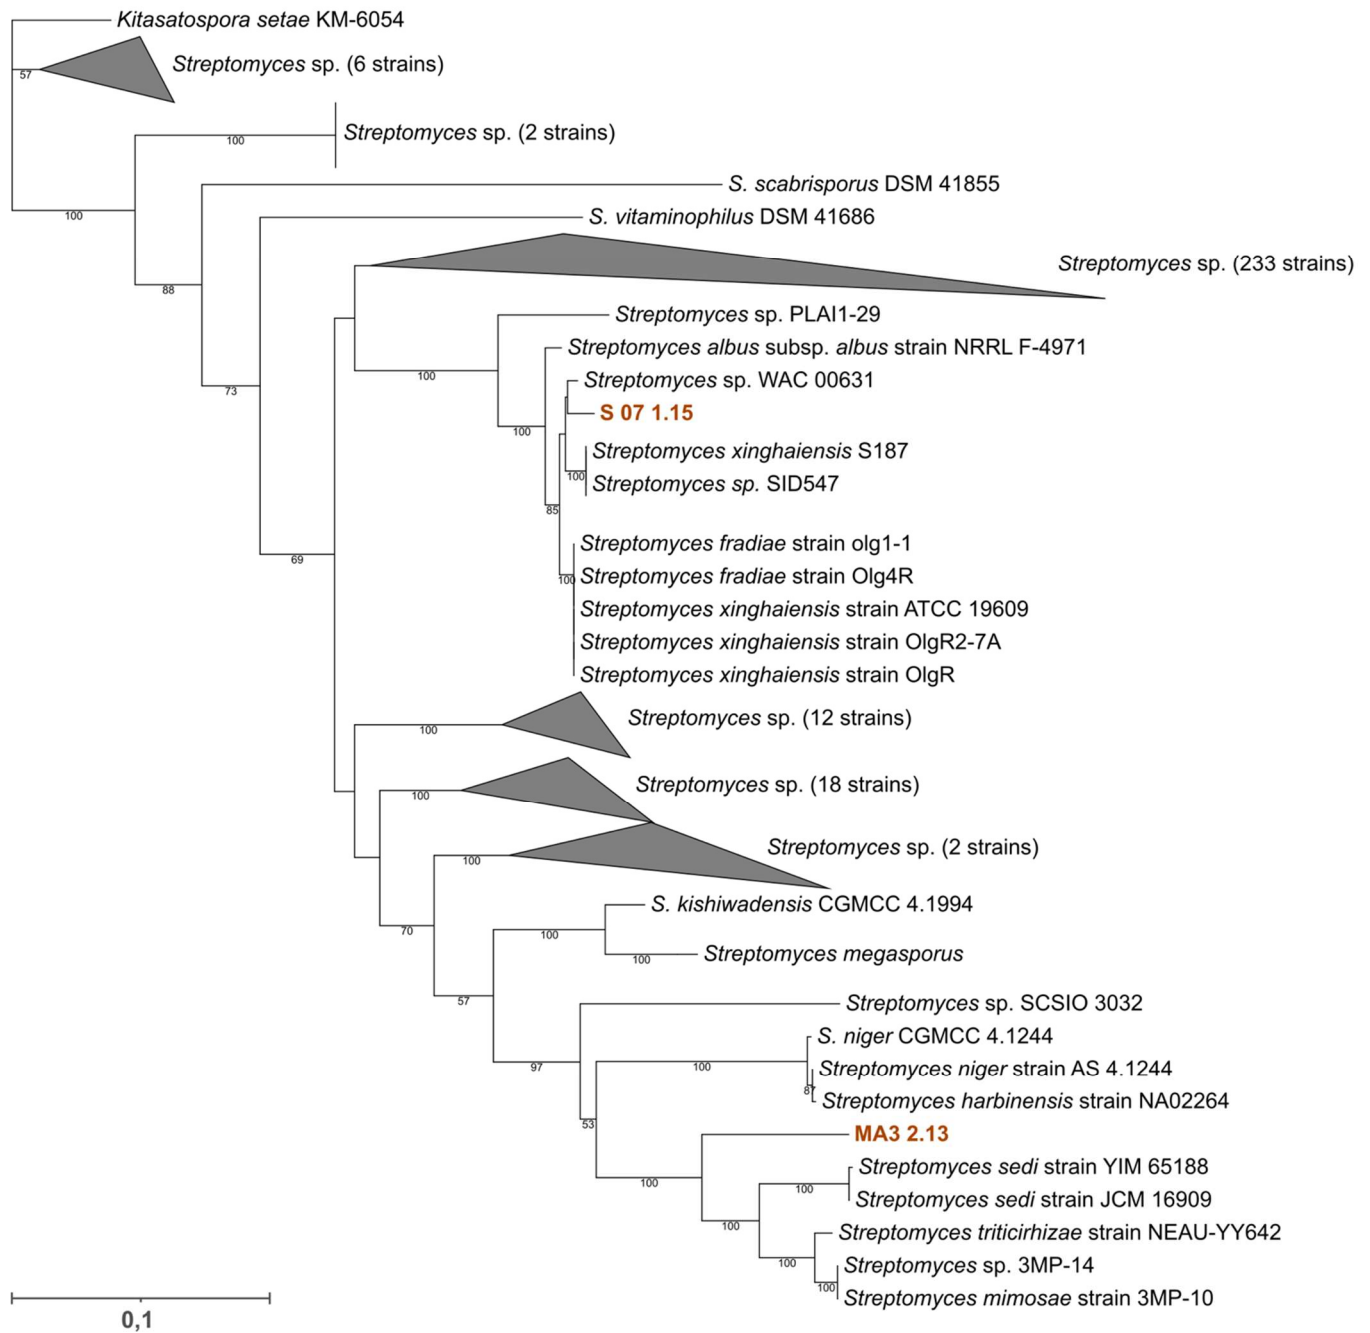 Kitasatospora setae KM-6054
57
Streptomyces sp. (6 strains)
100
Streptomyces sp. (2 strains)
S. scabrisporus DSM 41855
100
S. vitaminophilus DSM 41686
Streptomyces sp. (233 strains)
88
Streptomyces sp. PLAI1-29
Streptomyces albus subsp. albus strain NRRL F-4971
100
Streptomyces sp. WAC 00631
73
S 07 1.15
100
Streptomyces xinghaiensis S187
100
Streptomyces sp. SID547
85
Streptomyces fradiae strain olg1-1
69
Streptomyces fradiae strain Olg4R
100
Streptomyces xinghaiensis strain ATCC 19609
Streptomyces xinghaiensis strain OlgR2-7A
Streptomyces xinghaiensis strain OlgR
Streptomyces sp. (12 strains)
100
Streptomyces sp. (18 strains)
100
Streptomyces sp. (2 strains)
100
S. kishiwadensis CGMCC 4.1994
70
100
Streptomyces megasporus
100
57
Streptomyces sp. SCSIO 3032
S. niger CGMCC 4.1244
97
100
Streptomyces niger strain AS 4.1244
87
Streptomyces harbinensis strain NA02264
53
MA3 2.13
Streptomyces sedi strain YIM 65188
100
100
Streptomyces sedi strain JCM 16909
100
Streptomyces triticirhizae strain NEAU-YY642
100
Streptomyces sp. 3MP-14
100
Streptomyces mimosae strain 3MP-10
0,1